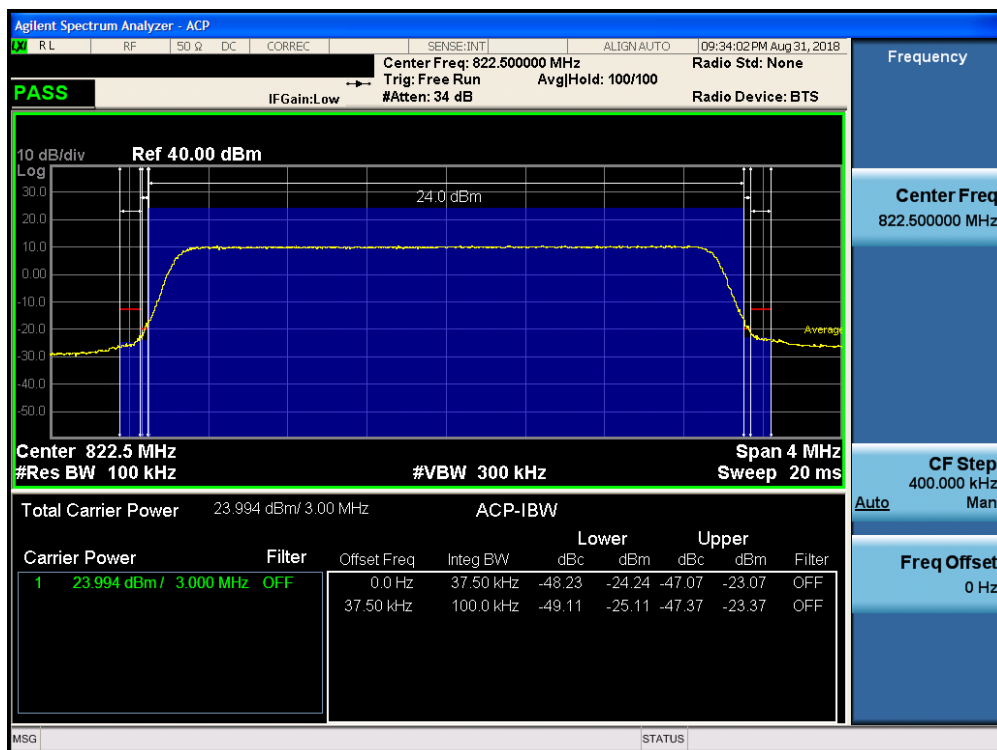 Agilent Spectrum Analyzer - ACP
LXI RL RF 50 Ω DC CORREC SENSE:INT ALIGN AUTO 09:34:02 PM Aug 31, 2018
Center Freq: 822.500000 MHz Radio Std: None
Trig: Free Run Avg|Hold: 100/100
PASS IFGain:Low #Atten: 34 dB Radio Device: BTS
10 dB/div Ref 40.00 dBm
Log
30.0
24.0 dBm
20.0
10.0
0.00
-10.0
-20.0
Average
-30.0
-40.0
-50.0
Center 822.5 MHz Span 4 MHz
#Res BW 100 kHz #VBW 300 kHz Sweep 20 ms
Total Carrier Power 23.994 dBm/ 3.00 MHz ACP-IBW
Lower Upper
Carrier Power Filter Offset Freq Integ BW dBc dBm dBc dBm Filter
1 23.994 dBm / 3.000 MHz OFF 0.0 Hz 37.50 kHz -48.23 -24.24 -47.07 -23.07 OFF
37.50 kHz 100.0 kHz -49.11 -25.11 -47.37 -23.37 OFF
MSG STATUS
Frequency
Center Freq
822.500000 MHz
CF Step
400.000 kHz
Auto Man
Freq Offset
0 Hz